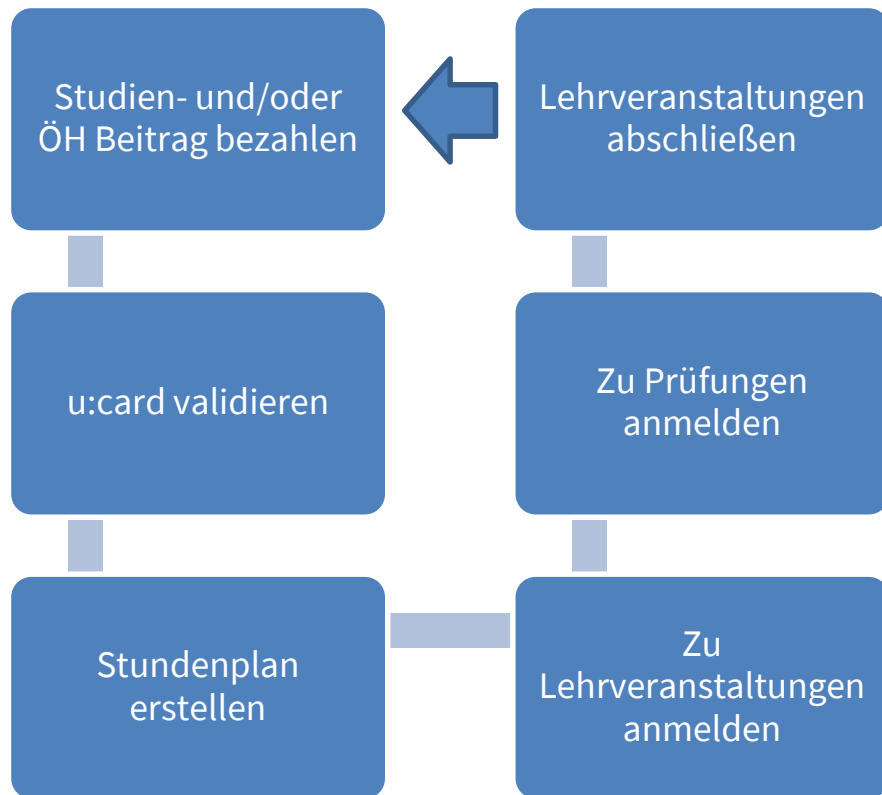 Studien- und/oder
ÖH Beitrag bezahlen
u:card validieren
Stundenplan
erstellen
Zu
Lehrveranstaltungen
anmelden
Zu Prüfungen
anmelden
Lehrveranstaltungen
abschließen